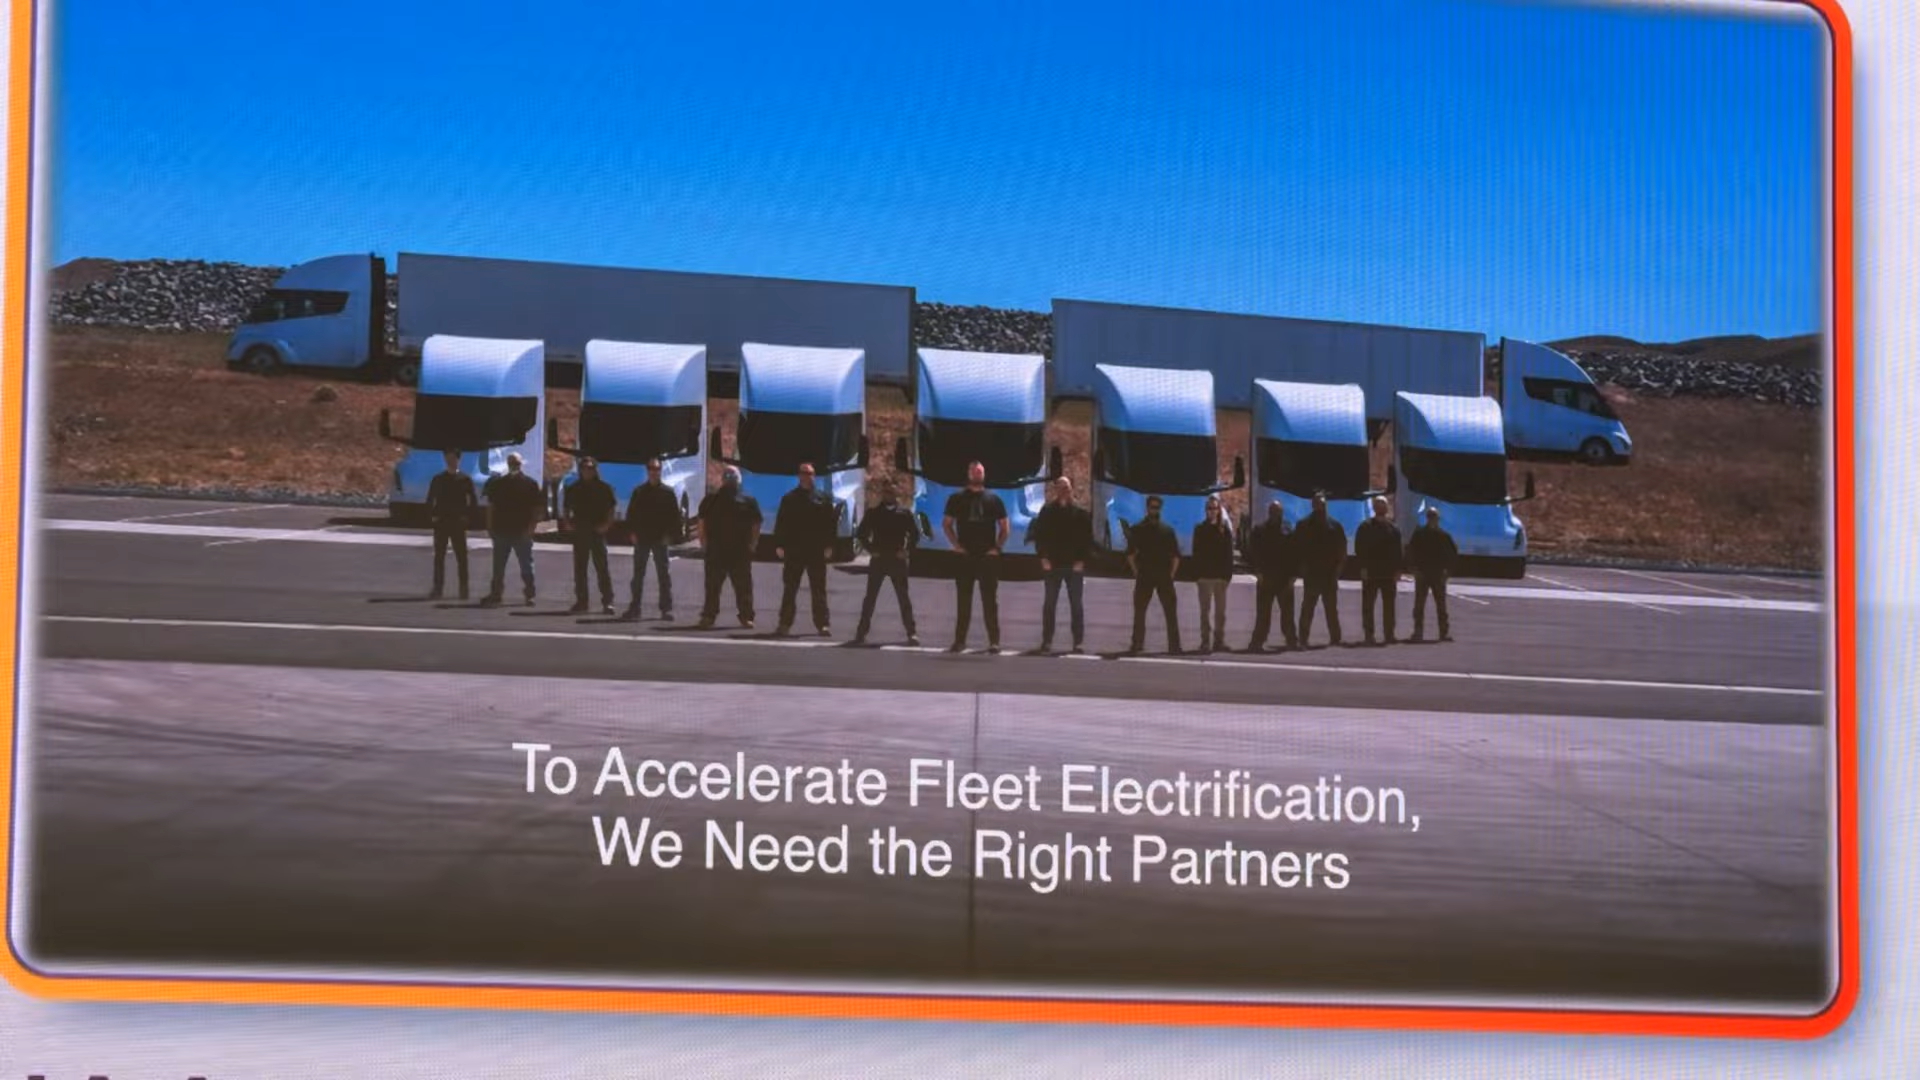 To Accelerate Fleet Electrification,
We Need the Right Partners